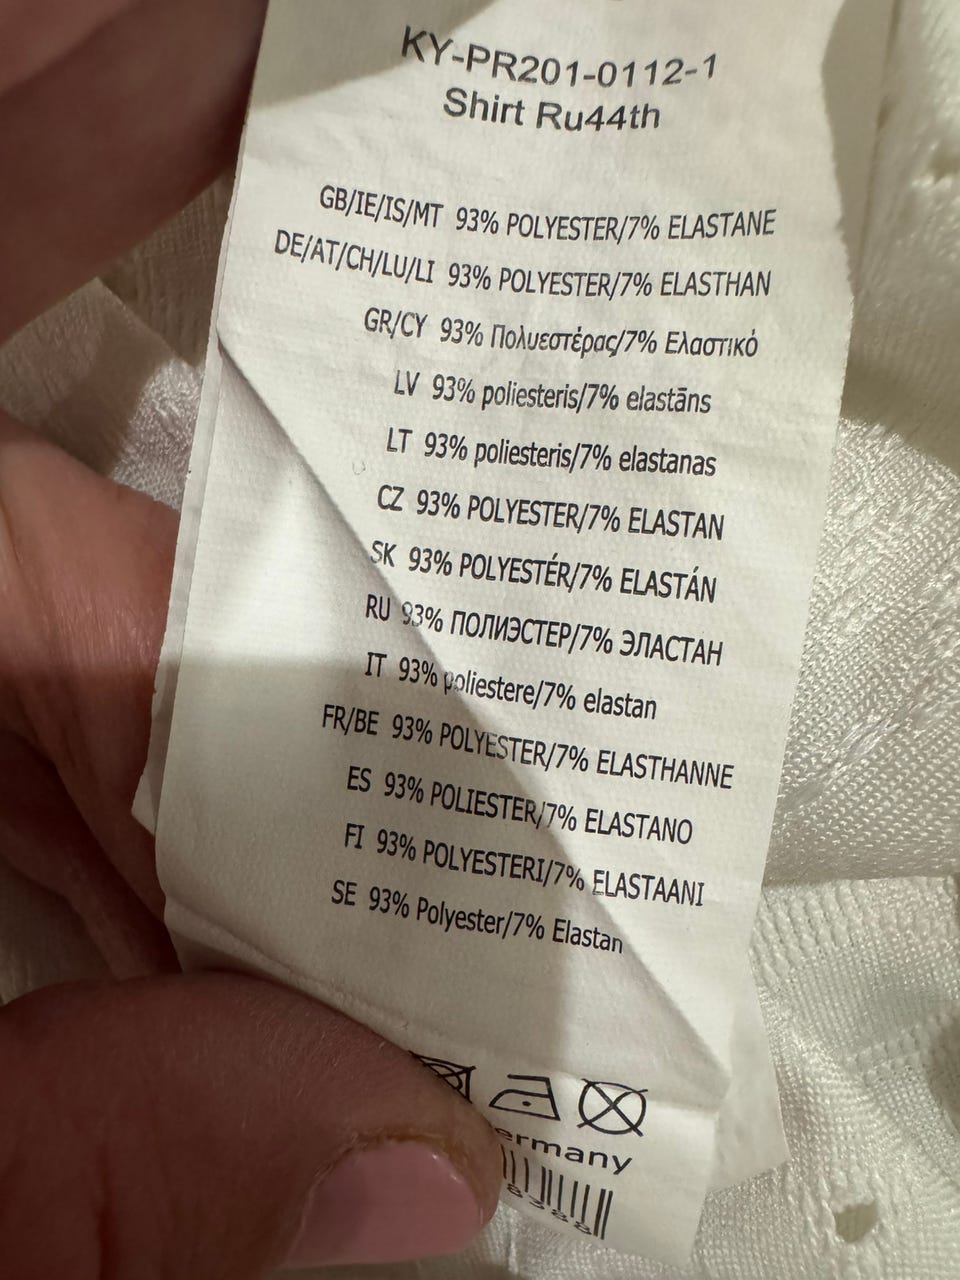 KY-PR201-0112-1
Shirt Ru44th
GB/IE/IS/MT 93% POLYESTER/7% ELASTANE
DE/AT/CH/LU/LI 93% POLYESTER/7% ELASTHAN
GR/CY 93% Πολυεστέρας/7% Ελαστικό
LV 93% poliesteris/7% elastāns
LT 93% poliesteris/7% elastanas
CZ 93% POLYESTER/7% ELASTAN
SK 93% POLYESTÉR/7% ELASTÁN
RU 93% ПОЛИЭСТЕР/7% ЭЛАСТАН
IT 93% poliestere/7% elastan
FR/BE 93% POLYESTER/7% ELASTHANNE
ES 93% POLIESTER/7% ELASTANO
FI 93% POLYESTERI/7% ELASTAANI
SE 93% Polyester/7% Elastan
ermany